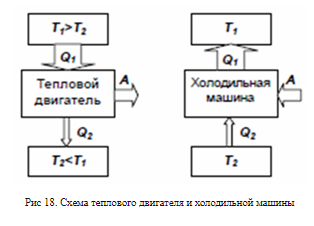 T₁>T₂
T₁
Q₁
Q₁
Тепловой двигатель
A
Холодильная машина
A
Q₂
Q₂
T₂<T₁
T₂
Рис 18. Схема теплового двигателя и холодильной машины